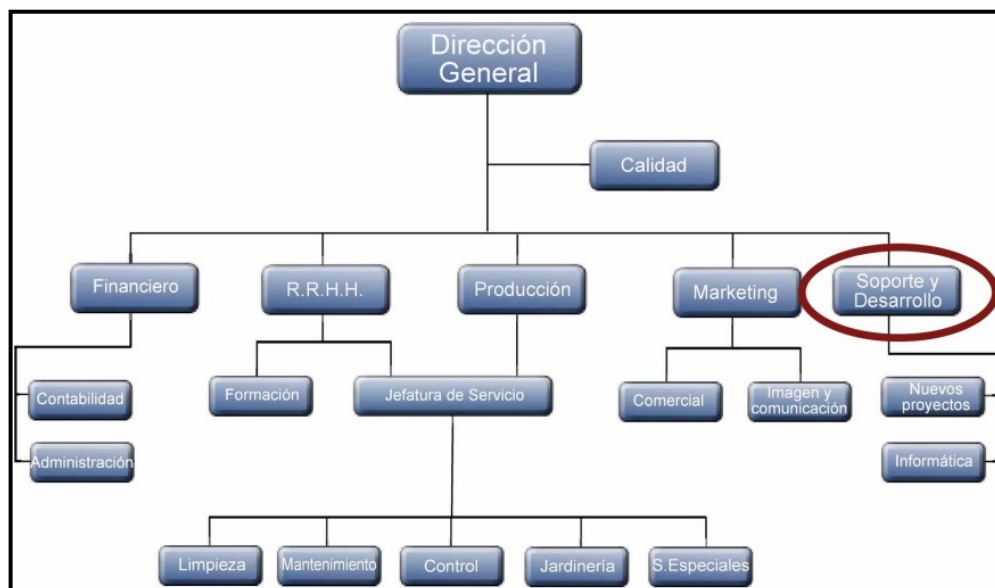 Dirección
General
Calidad
Financiero
R.R.H.H.
Producción
Marketing
Soporte y
Desarrollo
Contabilidad
Administración
Formación
Jefatura de Servicio
Comercial
Imagen y
comunicación
Nuevos
proyectos
Informática
Limpieza
Mantenimiento
Control
Jardinería
S.Especiales